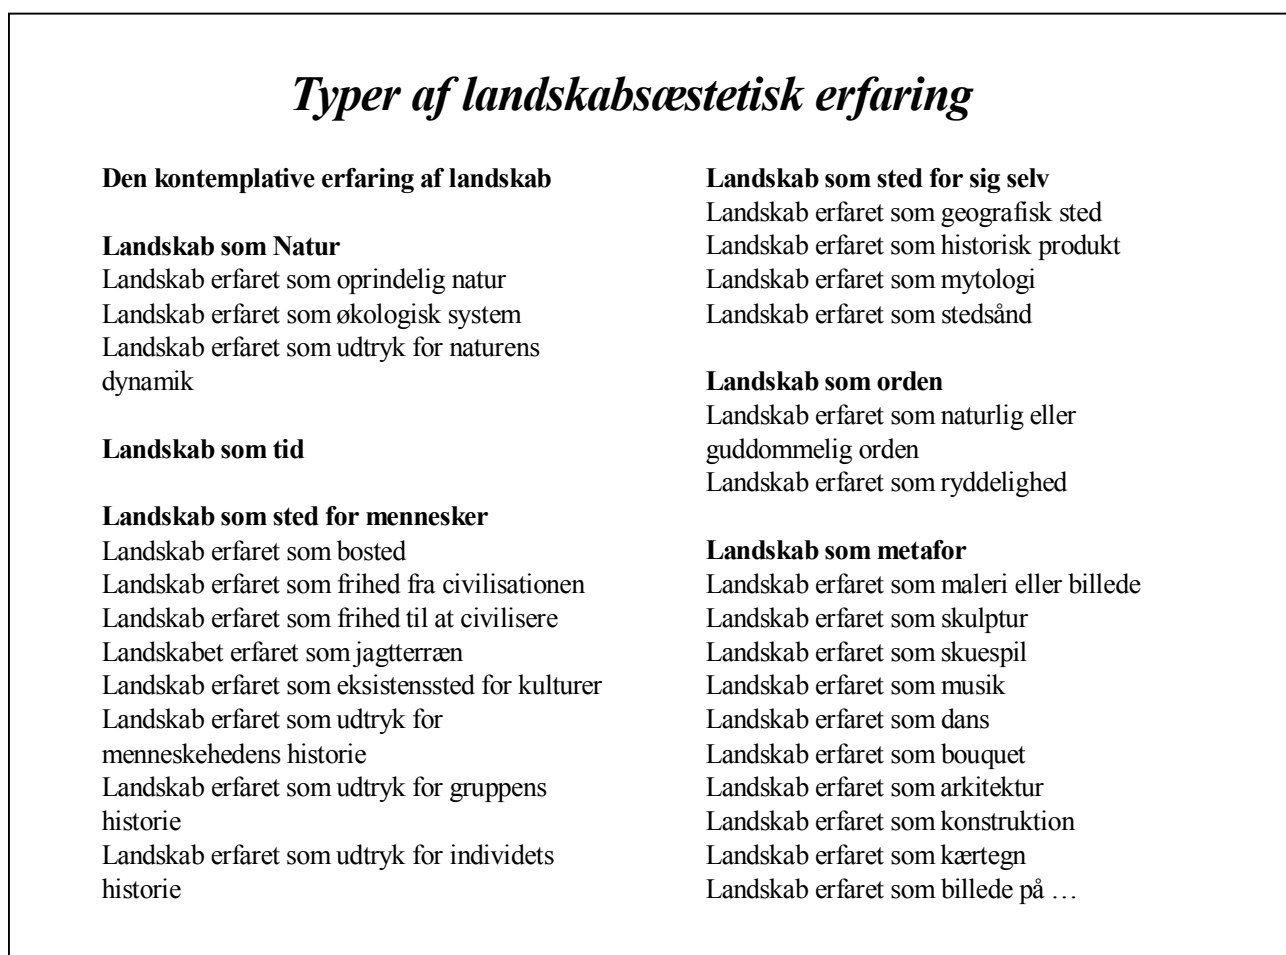 Typer af landskabsæstetisk erfaring
Den kontemplative erfaring af landskab
Landskab som Natur
Landskab erfaret som oprindelig natur
Landskab erfaret som økologisk system
Landskab erfaret som udtryk for naturens
dynamik
Landskab som tid
Landskab som sted for mennesker
Landskab erfaret som bosted
Landskab erfaret som frihed fra civilisationen
Landskab erfaret som frihed til at civilisere
Landskabet erfaret som jagtterræn
Landskab erfaret som eksistenssted for kulturer
Landskab erfaret som udtryk for
menneskehedens historie
Landskab erfaret som udtryk for gruppens
historie
Landskab erfaret som udtryk for individets
historie
Landskab som sted for sig selv
Landskab erfaret som geografisk sted
Landskab erfaret som historisk produkt
Landskab erfaret som mytologi
Landskab erfaret som stedsånd
Landskab som orden
Landskab erfaret som naturlig eller
guddommelig orden
Landskab erfaret som ryddelighed
Landskab som metafor
Landskab erfaret som maleri eller billede
Landskab erfaret som skulptur
Landskab erfaret som skuespil
Landskab erfaret som musik
Landskab erfaret som dans
Landskab erfaret som bouquet
Landskab erfaret som arkitektur
Landskab erfaret som konstruktion
Landskab erfaret som kærtegn
Landskab erfaret som billede på …